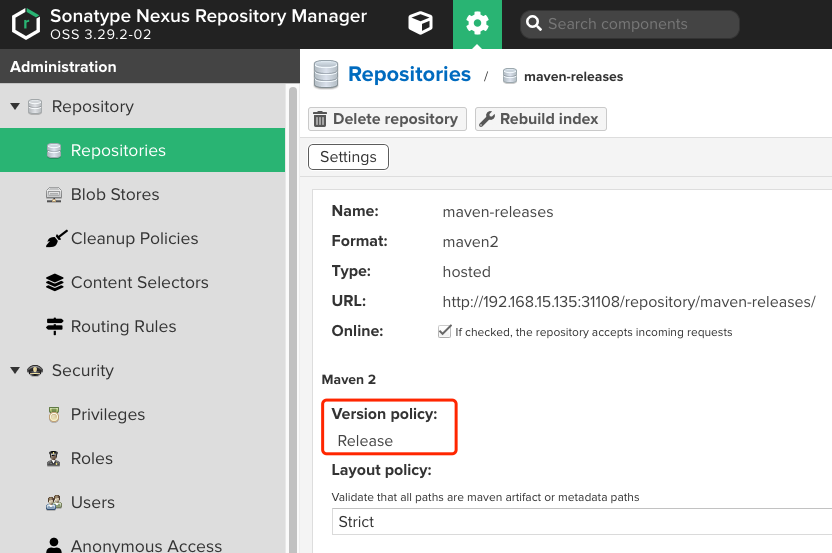 Sonatype Nexus Repository Manager
OSS 3.29.2-02
Search components
Administration
Repository
Repositories
Blob Stores
Cleanup Policies
Content Selectors
Routing Rules
Security
Privileges
Roles
Users
Anonymous Access
Repositories / maven-releases
Delete repository
Rebuild index
Settings
Name: maven-releases
Format: maven2
Type: hosted
URL: http://192.168.15.135:31108/repository/maven-releases/
Online: If checked, the repository accepts incoming requests
Maven 2
Version policy:
Release
Layout policy:
Validate that all paths are maven artifact or metadata paths
Strict